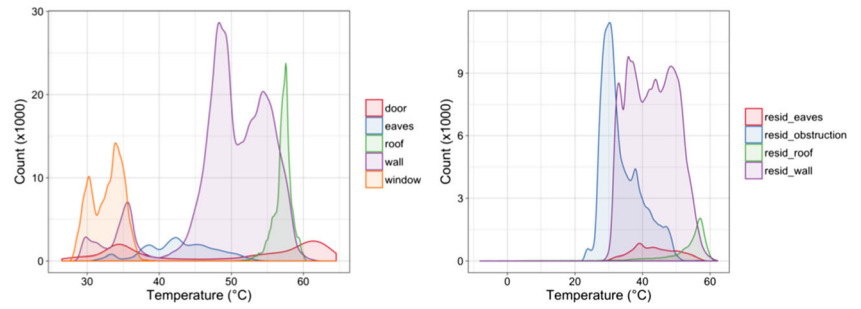 30
20
10
0
Count (x1000)
30
40
50
60
Temperature (°C)
door
eaves
roof
wall
window
9
6
3
0
Count (x1000)
0
20
40
60
Temperature (°C)
resid_eaves
resid_obstruction
resid_roof
resid_wall